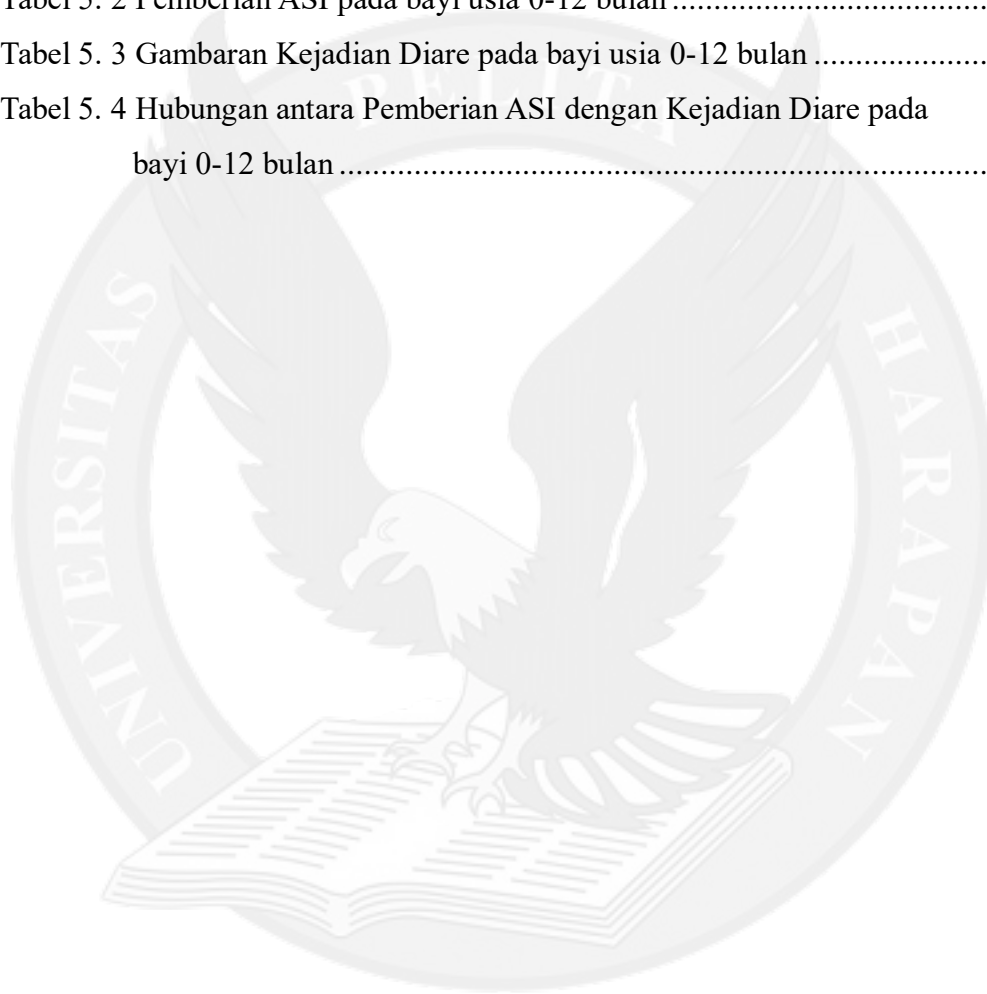 Tabel 5. 2 Pemberian ASI pada bayi usia 0-12 bulan .....................................
Tabel 5. 3 Gambaran Kejadian Diare pada bayi usia 0-12 bulan ....................
Tabel 5. 4 Hubungan antara Pemberian ASI dengan Kejadian Diare pada
bayi 0-12 bulan .............................................................................
UNIVERSITAS PELITA HARAPAN